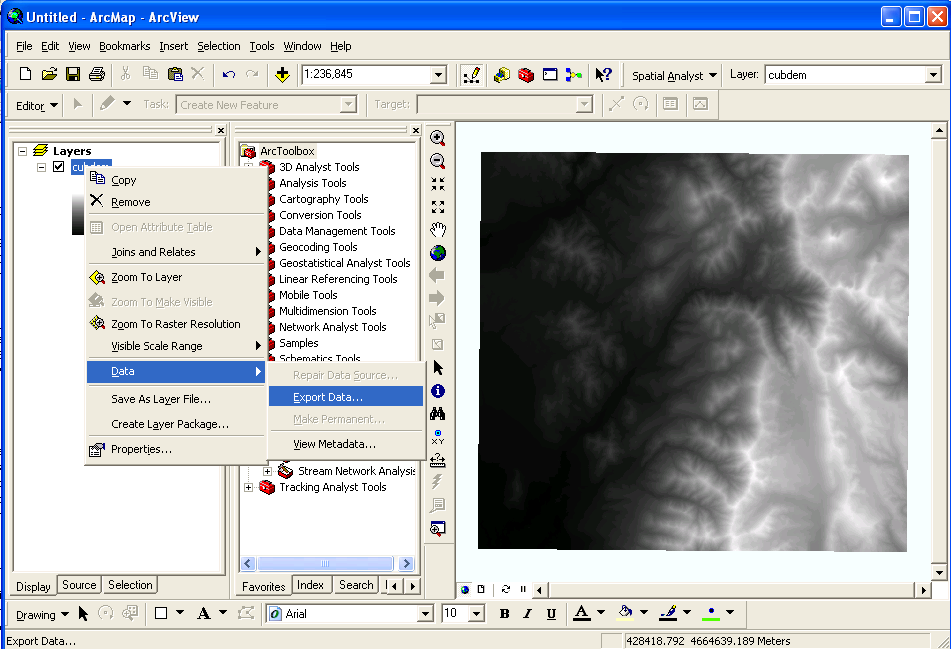 Untitled - ArcMap - ArcView
File Edit View Bookmarks Insert Selection Tools Window Help
1:236,845 Spatial Analyst Layer: cubdem
Editor Task: Create New Feature Target:
Layers
Copy
Remove
Open Attribute Table
Joins and Relates
Zoom To Layer
Zoom To Make Visible
Zoom To Raster Resolution
Visible Scale Range
Data
Save As Layer File...
Create Layer Package...
Properties...
Repair Data Source...
Export Data...
Make Permanent...
View Metadata...
ArcToolbox
3D Analyst Tools
Analysis Tools
Cartography Tools
Conversion Tools
Data Management Tools
Geocoding Tools
Geostatistical Analyst Tools
Linear Referencing Tools
Mobile Tools
Multidimension Tools
Network Analyst Tools
Samples
Schematics Tools
Stream Network Analysis
Tracking Analyst Tools
XY
Display Source Selection
Favorites Index Search
Drawing A Arial 10 B I U A
Export Data... 428418.792 4664639.189 Meters